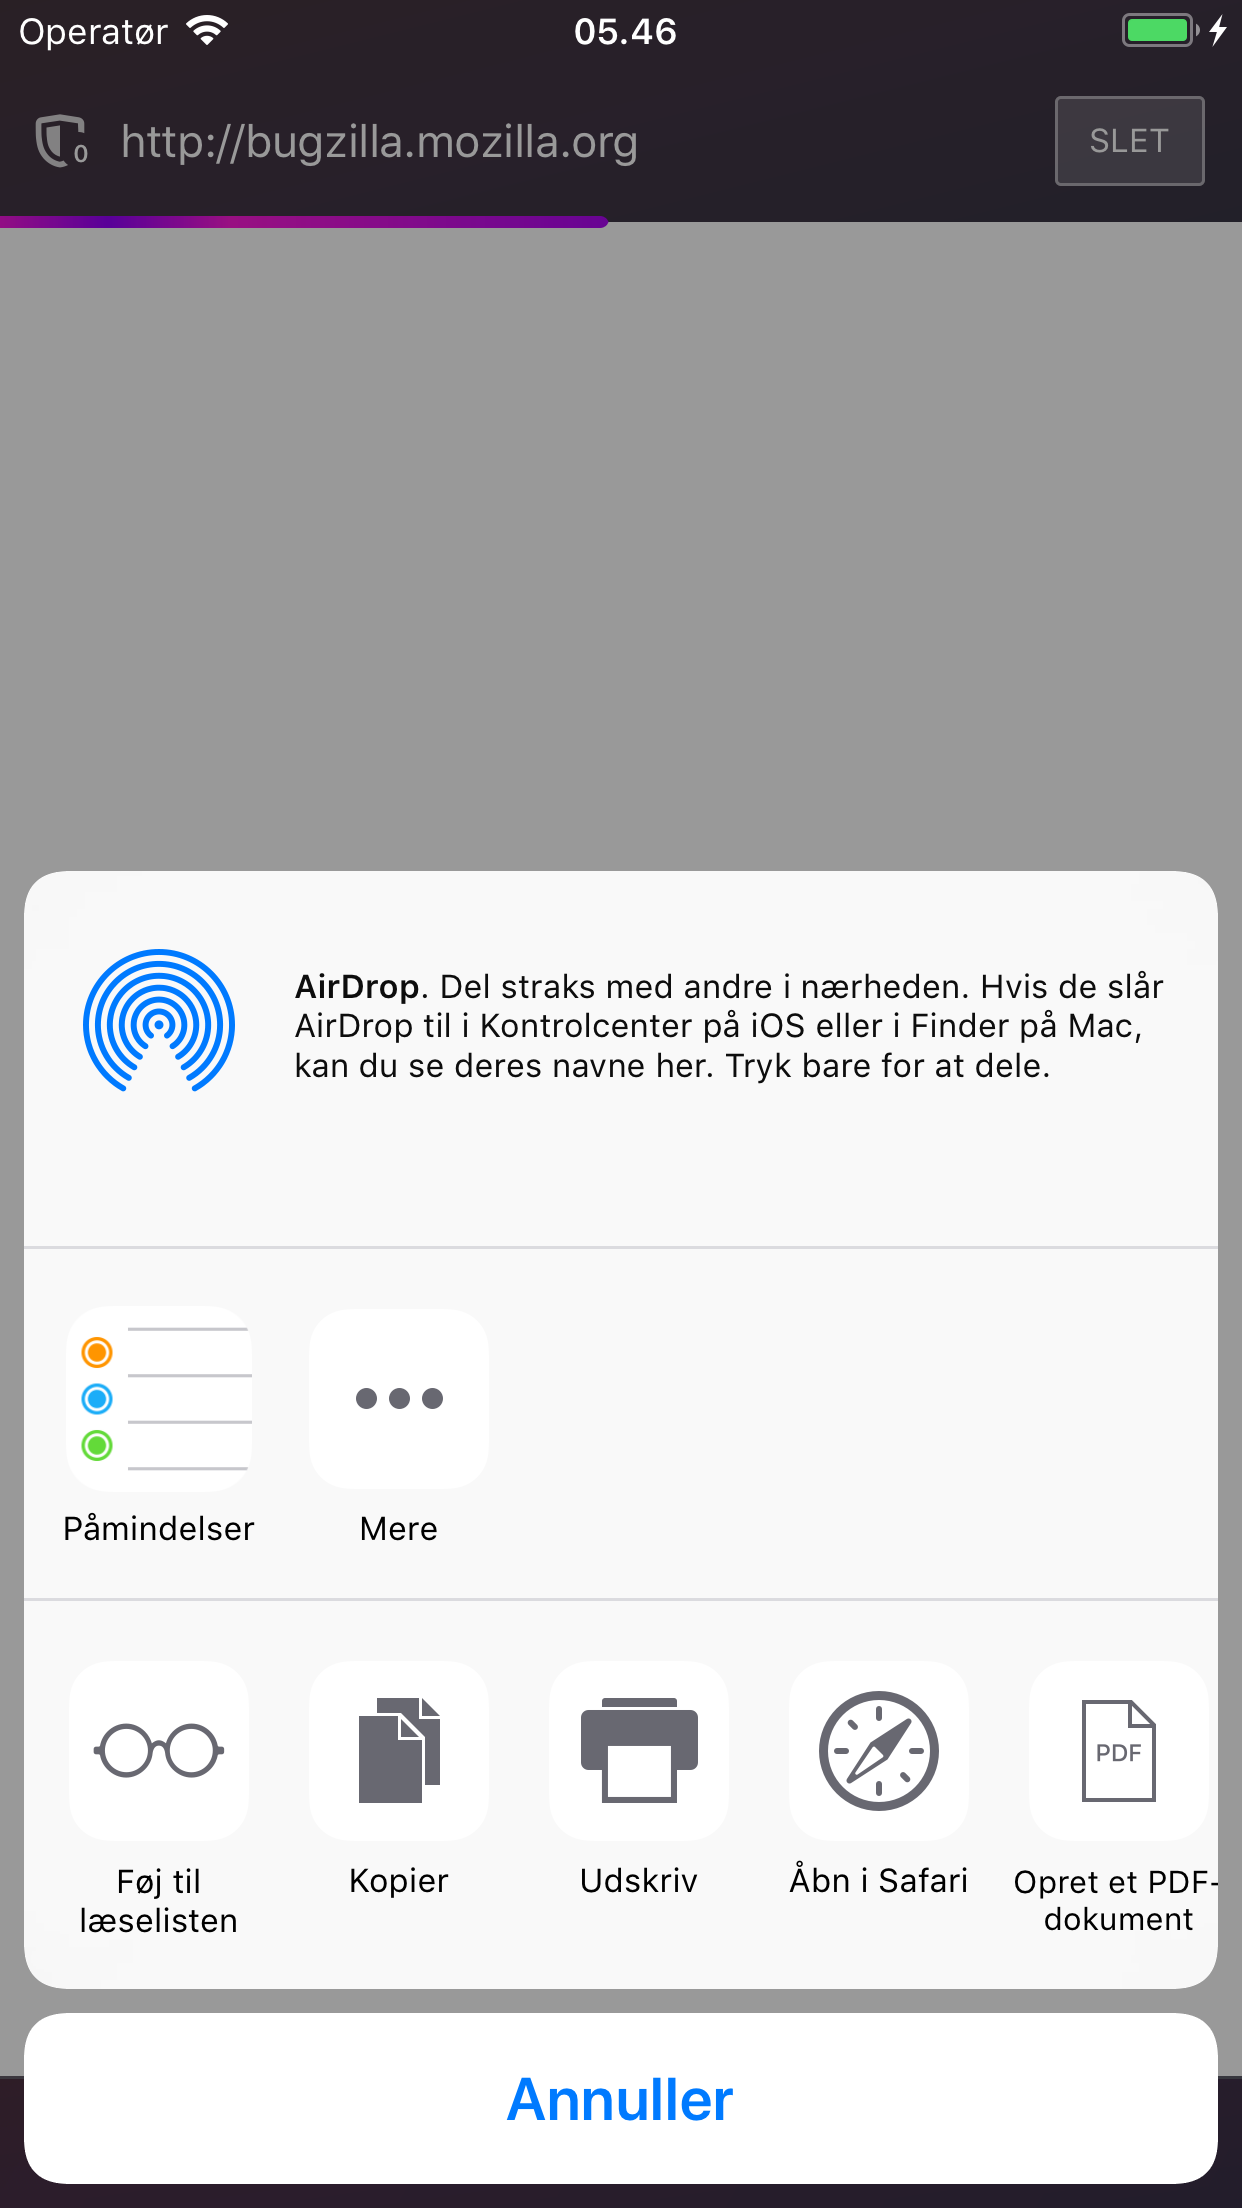 Operatør
05.46
0
http://bugzilla.mozilla.org
SLET
AirDrop. Del straks med andre i nærheden. Hvis de slår
AirDrop til i Kontrolcenter på iOS eller i Finder på Mac,
kan du se deres navne her. Tryk bare for at dele.
Påmindelser
Mere
PDF
Føj til
læselisten
Kopier
Udskriv
Åbn i Safari
Opret et PDF-
dokument
Annuller